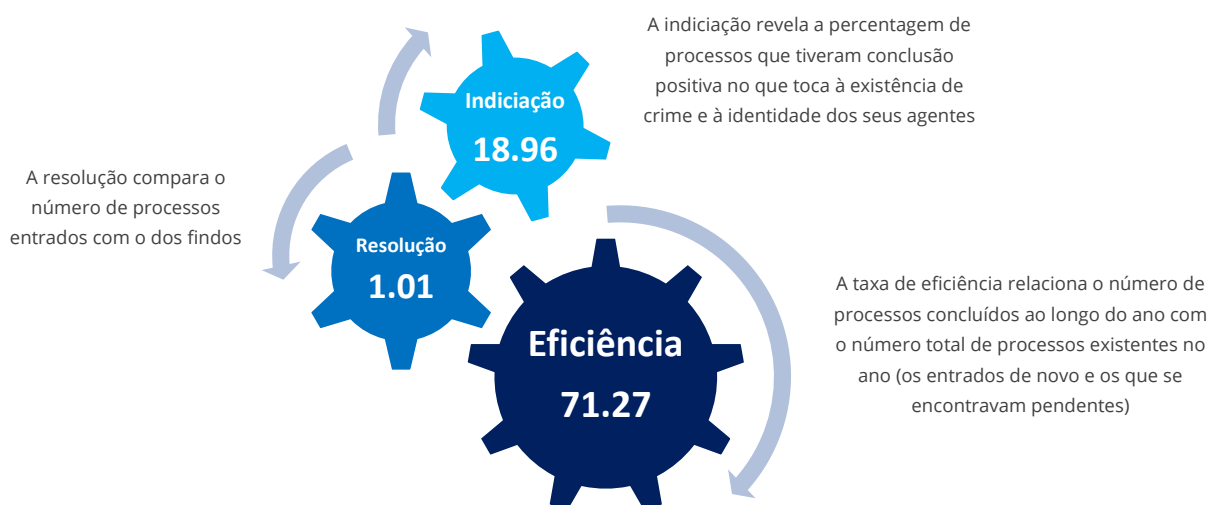 A indiciação revela a percentagem de
processos que tiveram conclusão
positiva no que toca à existência de
crime e à identidade dos seus agentes
Indiciação
18.96
A resolução compara o
número de processos
entrados com o dos findos
Resolução
1.01
Eficiência
71.27
A taxa de eficiência relaciona o número de
processos concluídos ao longo do ano com
o número total de processos existentes no
ano (os entrados de novo e os que se
encontravam pendentes)